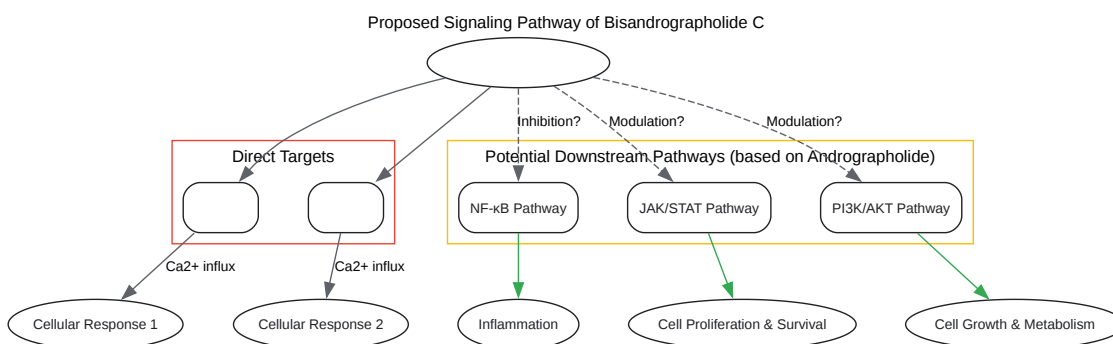 Proposed Signaling Pathway of Bisandrographolide C
Inhibition?
Modulation?
Modulation?
Direct Targets
Potential Downstream Pathways (based on Andrographolide)
NF-κB Pathway
JAK/STAT Pathway
PI3K/AKT Pathway
Ca2+ influx
Ca2+ influx
Cellular Response 1
Cellular Response 2
Inflammation
Cell Proliferation & Survival
Cell Growth & Metabolism